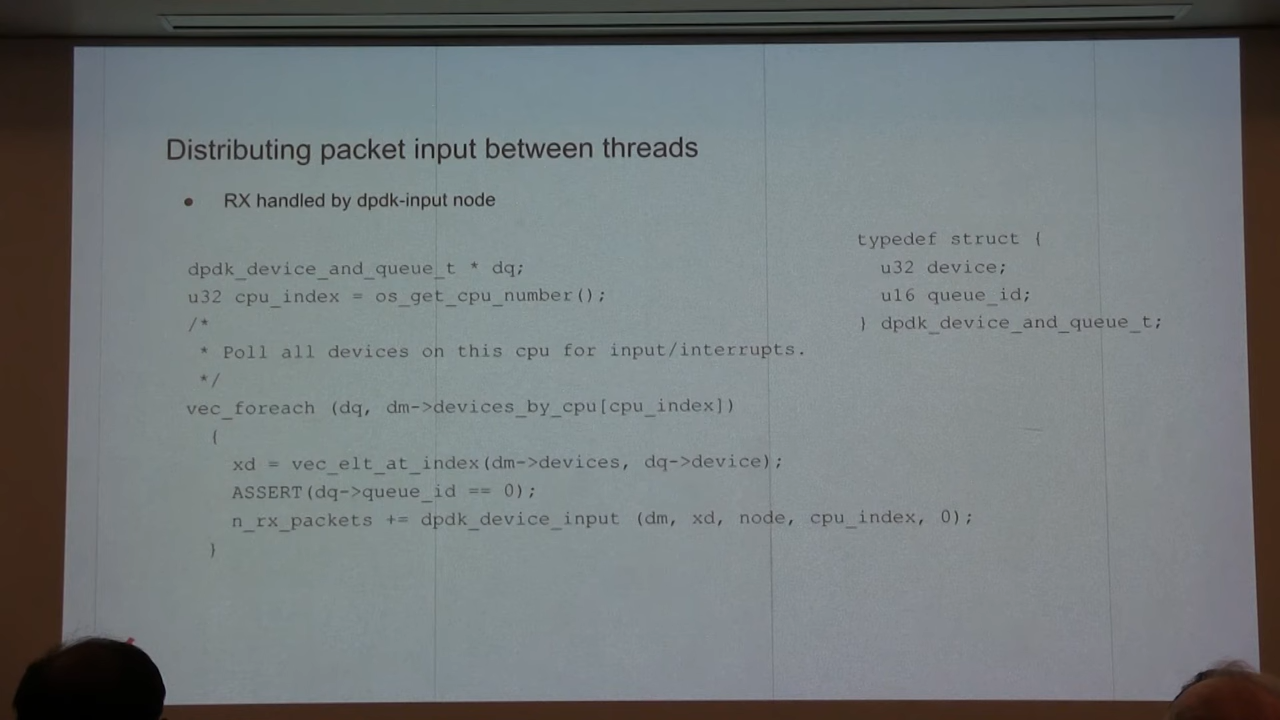 Distributing packet input between threads
● RX handled by dpdk-input node
dpdk_device_and_queue_t * dq;
u32 cpu_index = os_get_cpu_number();
/*
* Poll all devices on this cpu for input/interrupts.
*/
vec_foreach (dq, dm->devices_by_cpu[cpu_index])
{
xd = vec_elt_at_index(dm->devices, dq->device);
ASSERT(dq->queue_id == 0);
n_rx_packets += dpdk_device_input (dm, xd, node, cpu_index, 0);
}
typedef struct {
u32 device;
u16 queue_id;
} dpdk_device_and_queue_t;